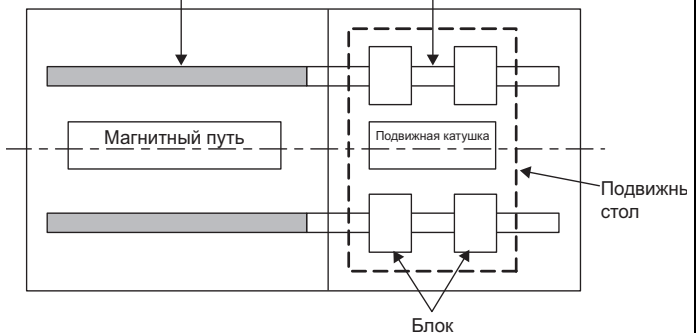 Магнитный путь
Подвижная катушка
Подвижнь
стол
Блок